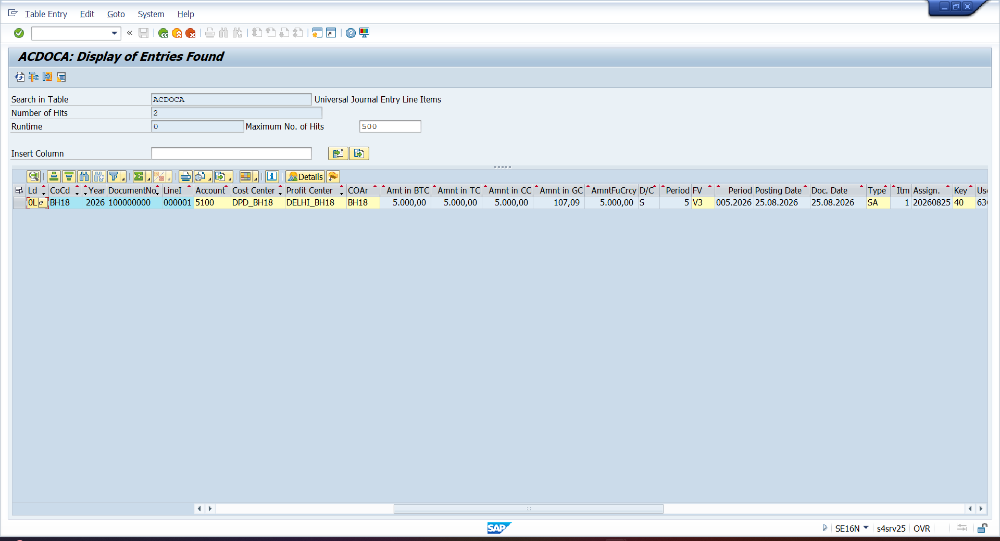 Table Entry Edit Goto System Help
ACDOCA: Display of Entries Found
Search in Table ACDOCA Universal Journal Entry Line Items
Number of Hits 2
Runtime 0 Maximum No. of Hits 500
Insert Column
Details
Ld CoCd Year DocumentNo LineI Account Cost Center Profit Center COAr Amt in BTC Amnt in TC Amnt in CC Amnt in GC AmntFuCrcy D/C Period FV Period Posting Date Doc. Date Type Itm Assign. Key Us
0L BH18 2026 100000000 000001 5100 DPD_BH18 DELHI_BH18 BH18 5.000,00 5.000,00 5.000,00 107,09 5.000,00 S 5 V3 005.2026 25.08.2026 25.08.2026 SA 1 20260825 40 63
SAP SE16N s4srv25 OVR